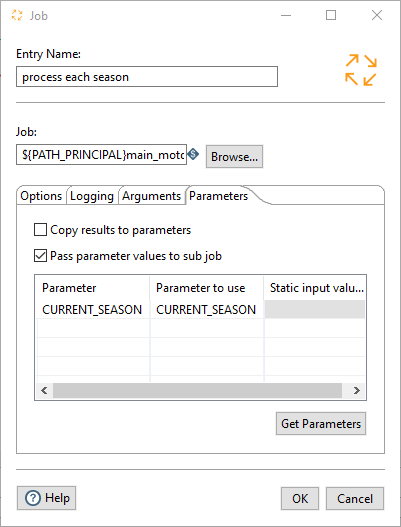 Job
Entry Name:
process each season
Job:
${PATH_PRINCIPAL}main_moto
Browse...
Options Logging Arguments Parameters
Copy results to parameters
Pass parameter values to sub job
Parameter Parameter to use Static input valu...
CURRENT_SEASON CURRENT_SEASON
Get Parameters
Help OK Cancel